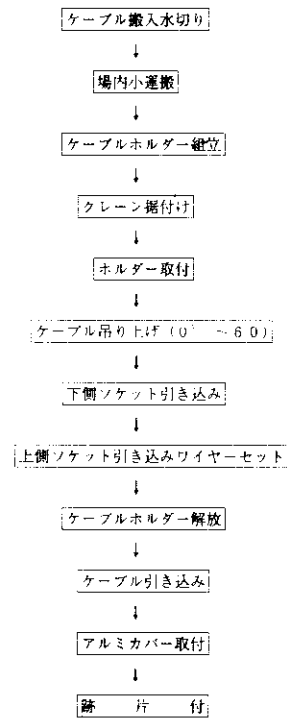 ケーブル搬入水切り
↓
場内小運搬
↓
ケーブルホルダー組立
↓
クレーン据付け
↓
ホルダー取付
↓
ケーブル吊り上げ(0°~60)
↓
下側ソケット引き込み
↓
上側ソケット引き込みワイヤーセット
↓
ケーブルホルダー解放
↓
ケーブル引き込み
↓
アルミカバー取付
↓
跡 片 付